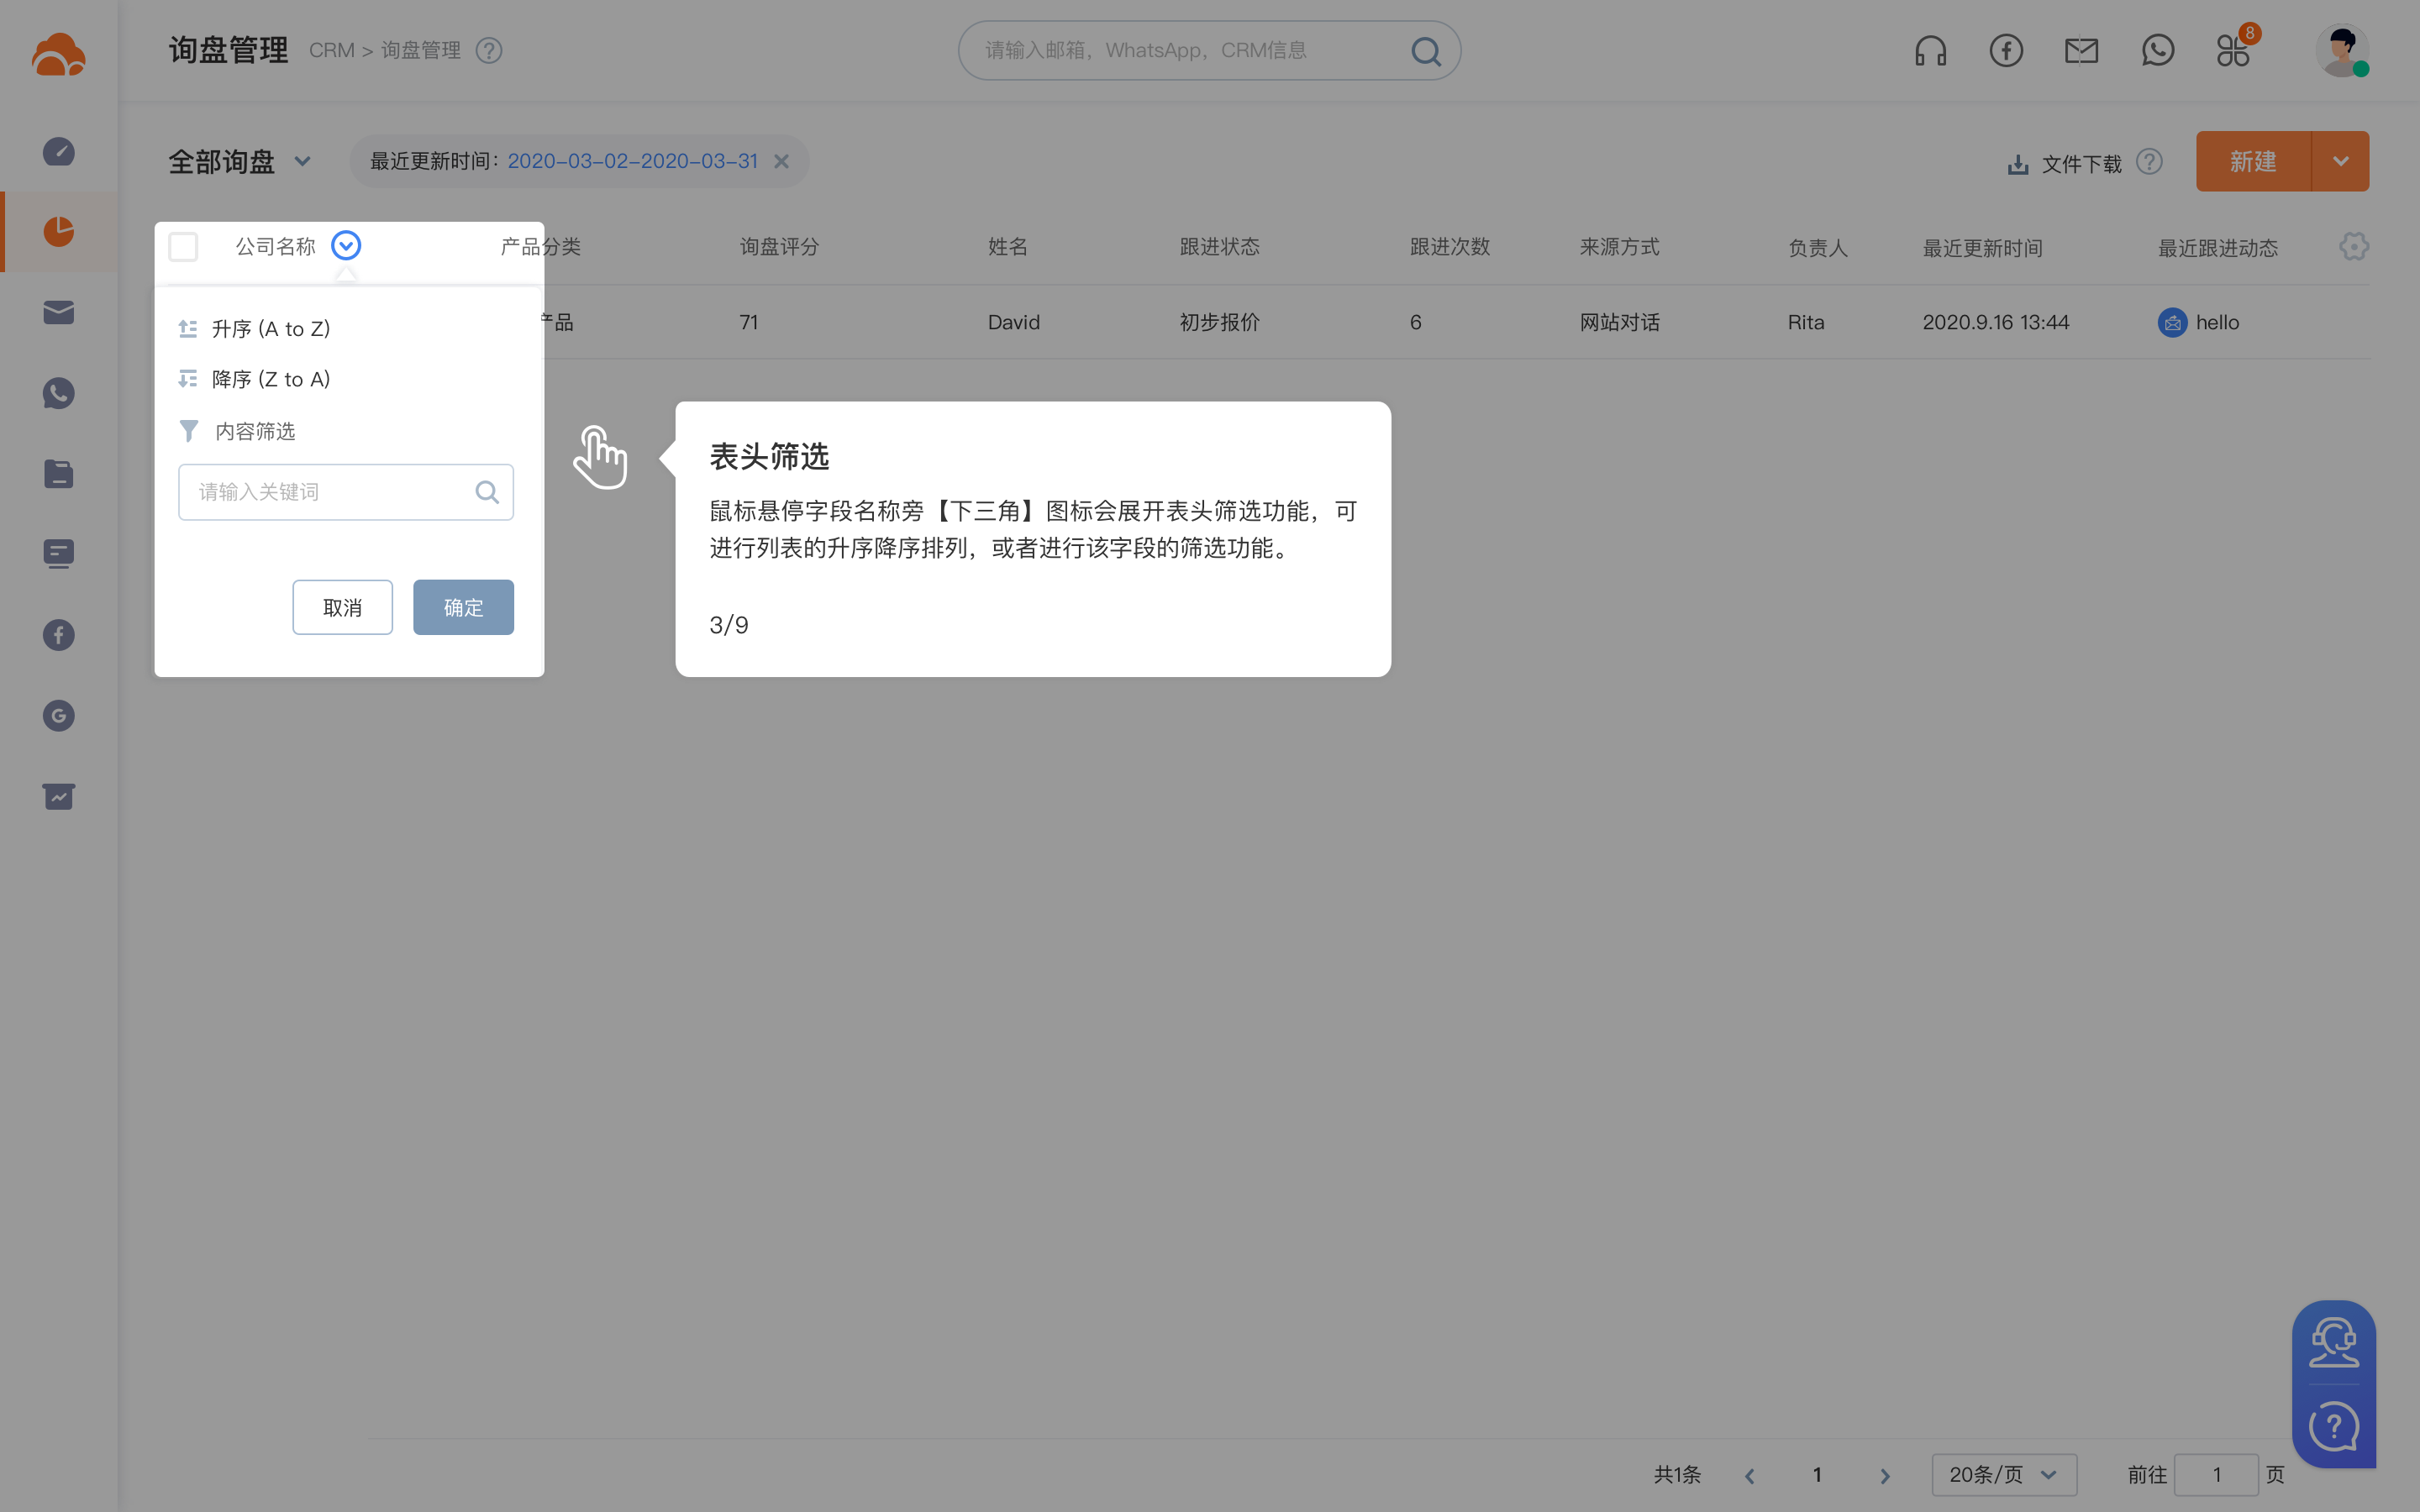 询盘管理 CRM > 询盘管理
请输入邮箱，WhatsApp，CRM信息
8
全部询盘 最近更新时间：2020-03-02-2020-03-31
文件下载 新建
公司名称 产品分类 询盘评分 姓名 跟进状态 跟进次数 来源方式 负责人 最近更新时间 最近跟进动态
品 71 David 初步报价 6 网站对话 Rita 2020.9.16 13:44 hello
升序 (A to Z)
降序 (Z to A)
内容筛选
请输入关键词
取消 确定
表头筛选
鼠标悬停字段名称旁【下三角】图标会展开表头筛选功能，可
进行列表的升序降序排列，或者进行该字段的筛选功能。
3/9
共1条 1 20条/页 前往 1 页